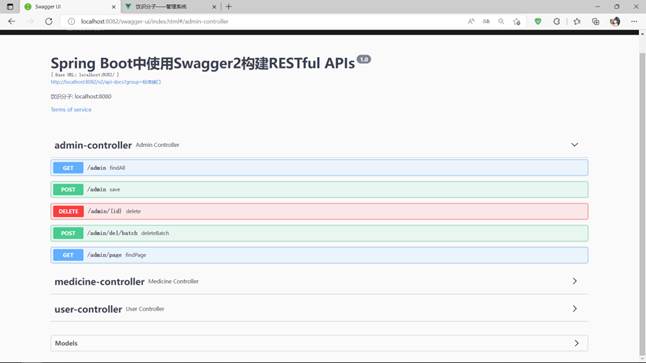 Swagger UI
饮识分子——管理系统
localhost:8082/swagger-ui/index.html#/admin-controller
Spring Boot中使用Swagger2构建RESTful APIs 1.0
[ Base URL: localhost:8082/ ]
http://localhost:8082/v2/api-docs?group=标准接口
饮识分子: localhost:8080
Terms of service
admin-controller Admin Controller
GET /admin findAll
POST /admin save
DELETE /admin/{id} delete
POST /admin/del/batch deleteBatch
GET /admin/page findPage
medicine-controller Medicine Controller
user-controller User Controller
Models